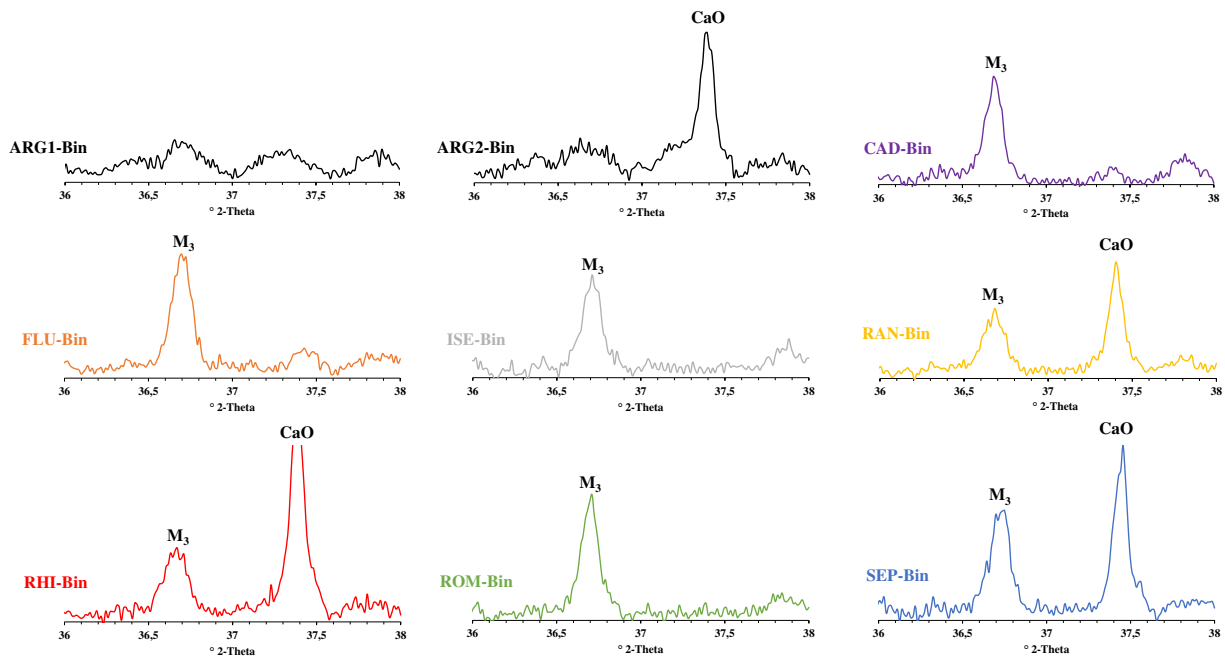 ARG1-Bin
36 36,5 37 37,5 38
° 2-Theta
CaO
ARG2-Bin
36 36,5 37 37,5 38
° 2-Theta
M₃
CAD-Bin
36 36,5 37 37,5 38
° 2-Theta
M₃
FLU-Bin
36 36,5 37 37,5 38
° 2-Theta
M₃
ISE-Bin
36 36,5 37 37,5 38
° 2-Theta
CaO
M₃
RAN-Bin
36 36,5 37 37,5 38
° 2-Theta
CaO
M₃
RHI-Bin
36 36,5 37 37,5 38
° 2-Theta
M₃
ROM-Bin
36 36,5 37 37,5 38
° 2-Theta
CaO
M₃
SEP-Bin
36 36,5 37 37,5 38
° 2-Theta